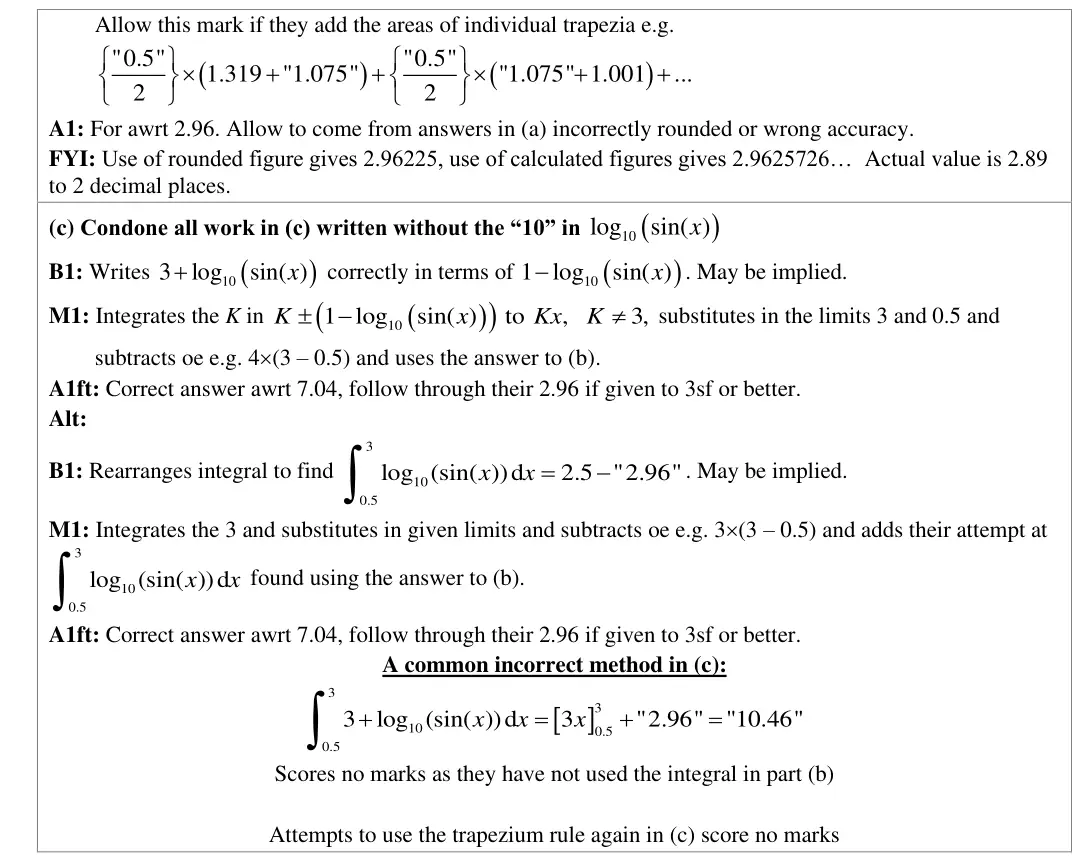 Allow this mark if they add the areas of individual trapezia e.g.
{"0.5"/2}×(1.319+"1.075")+{"0.5"/2}×("1.075"+1.001)+...
A1: For awrt 2.96. Allow to come from answers in (a) incorrectly rounded or wrong accuracy.
FYI: Use of rounded figure gives 2.96225, use of calculated figures gives 2.9625726… Actual value is 2.89
to 2 decimal places.
(c) Condone all work in (c) written without the “10” in log₁₀(sin(x))
B1: Writes 3+log₁₀(sin(x)) correctly in terms of 1−log₁₀(sin(x)). May be implied.
M1: Integrates the K in K±(1−log₁₀(sin(x))) to Kx, K ≠ 3, substitutes in the limits 3 and 0.5 and
subtracts oe e.g. 4×(3 – 0.5) and uses the answer to (b).
A1ft: Correct answer awrt 7.04, follow through their 2.96 if given to 3sf or better.
Alt:
B1: Rearranges integral to find ∫₀.₅³ log₁₀(sin(x))dx = 2.5−"2.96". May be implied.
M1: Integrates the 3 and substitutes in given limits and subtracts oe e.g. 3×(3 – 0.5) and adds their attempt at
∫₀.₅³ log₁₀(sin(x))dx found using the answer to (b).
A1ft: Correct answer awrt 7.04, follow through their 2.96 if given to 3sf or better.
A common incorrect method in (c):
∫₀.₅³ 3+log₁₀(sin(x))dx = [3x]₀.₅³ +"2.96"="10.46"
Scores no marks as they have not used the integral in part (b)
Attempts to use the trapezium rule again in (c) score no marks